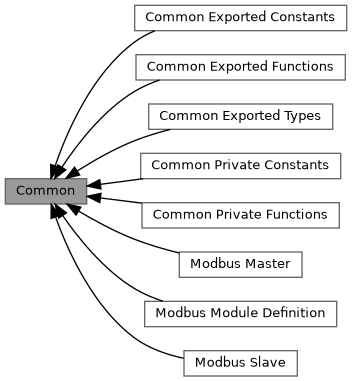 Common Exported Constants
Common Exported Functions
Common Exported Types
Common Private Constants
Common
Common Private Functions
Modbus Master
Modbus Module Definition
Modbus Slave